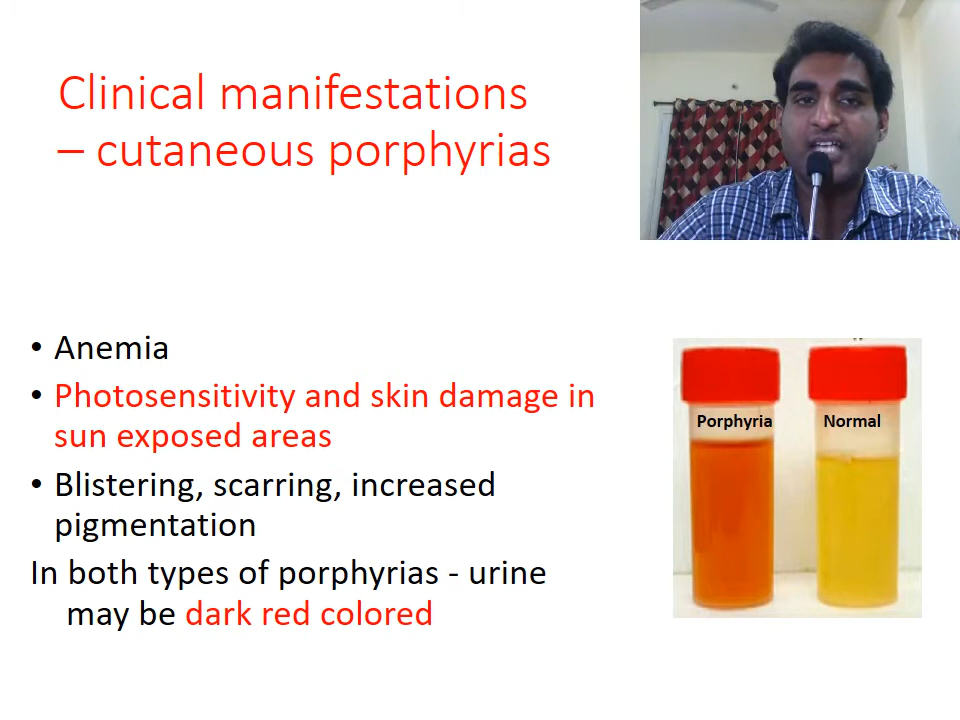 Clinical manifestations
– cutaneous porphyrias
• Anemia
• Photosensitivity and skin damage in
sun exposed areas
• Blistering, scarring, increased
pigmentation
In both types of porphyrias - urine
may be dark red colored
Porphyria
Normal